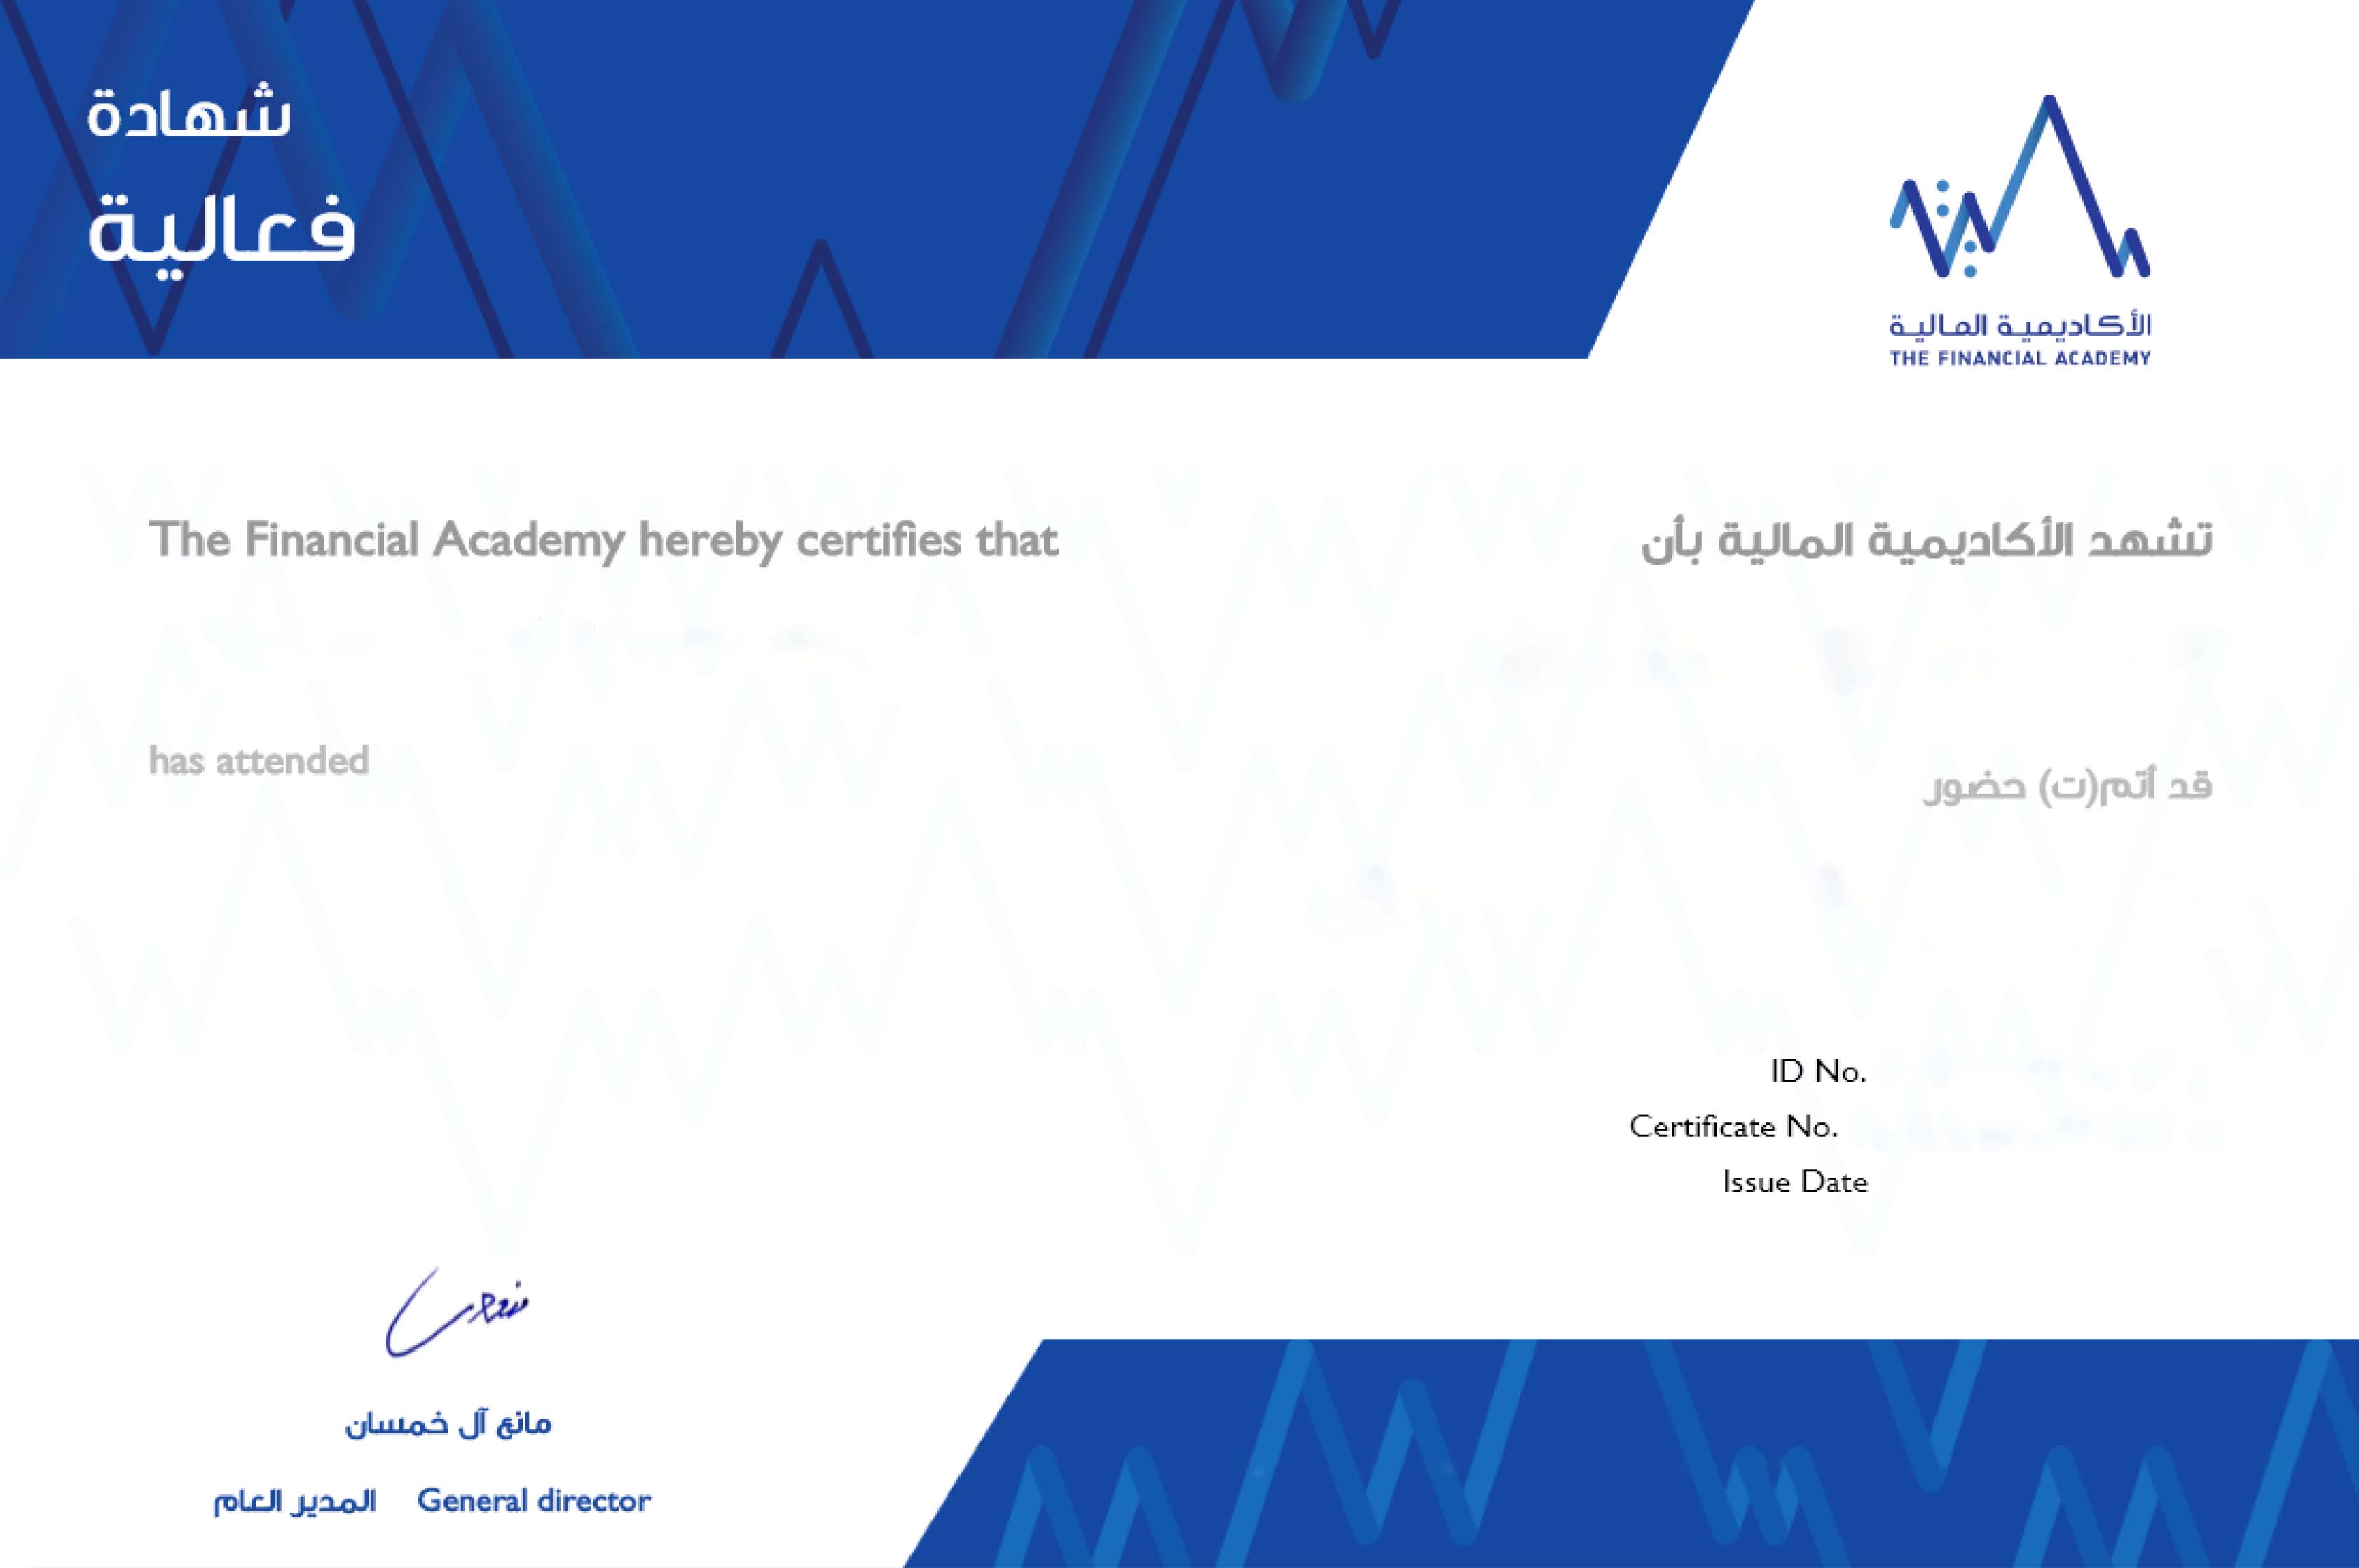 شهادة
فعالية
الأكاديمية المالية
THE FINANCIAL ACADEMY
The Financial Academy hereby certifies that
تشهد الأكاديمية المالية بأن
has attended
قد أتم(ت) حضور
ID No.
Certificate No.
Issue Date
مانع آل خمسان
المدير العام General director